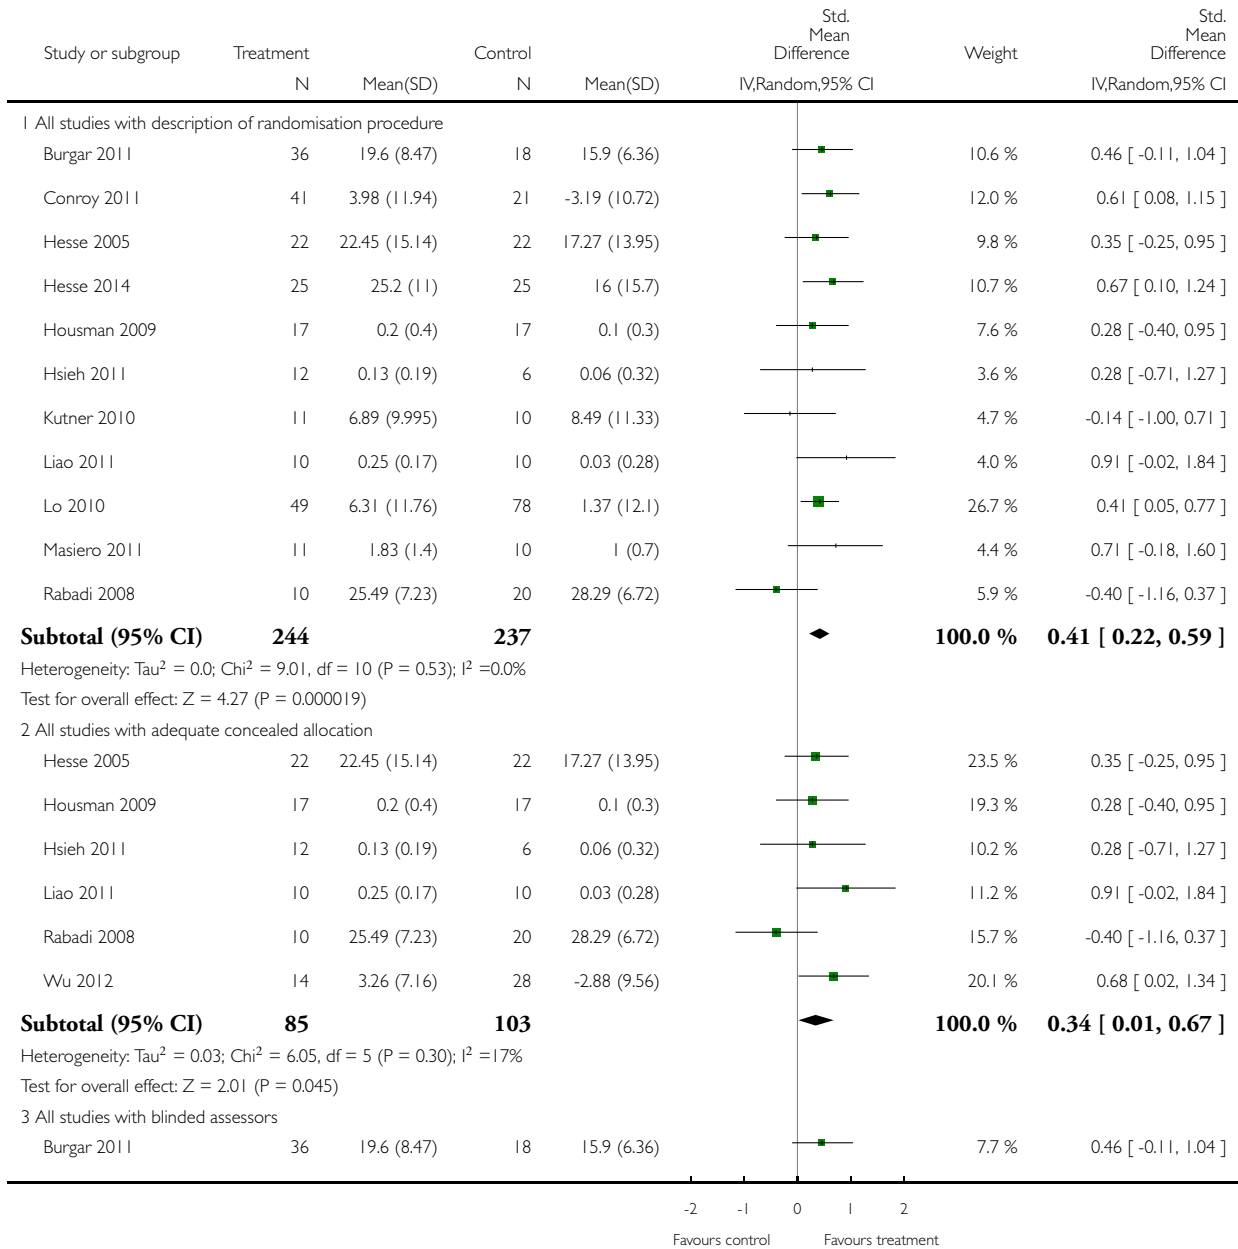 Study or subgroup Treatment Control Std. Mean Difference Weight Std. Mean Difference
N Mean(SD) N Mean(SD) IV,Random,95% CI IV,Random,95% CI
1 All studies with description of randomisation procedure
Burgar 2011 36 19.6 (8.47) 18 15.9 (6.36) 10.6 % 0.46 [ -0.11, 1.04 ]
Conroy 2011 41 3.98 (11.94) 21 -3.19 (10.72) 12.0 % 0.61 [ 0.08, 1.15 ]
Hesse 2005 22 22.45 (15.14) 22 17.27 (13.95) 9.8 % 0.35 [ -0.25, 0.95 ]
Hesse 2014 25 25.2 (11) 25 16 (15.7) 10.7 % 0.67 [ 0.10, 1.24 ]
Housman 2009 17 0.2 (0.4) 17 0.1 (0.3) 7.6 % 0.28 [ -0.40, 0.95 ]
Hsieh 2011 12 0.13 (0.19) 6 0.06 (0.32) 3.6 % 0.28 [ -0.71, 1.27 ]
Kutner 2010 11 6.89 (9.995) 10 8.49 (11.33) 4.7 % -0.14 [ -1.00, 0.71 ]
Liao 2011 10 0.25 (0.17) 10 0.03 (0.28) 4.0 % 0.91 [ -0.02, 1.84 ]
Lo 2010 49 6.31 (11.76) 78 1.37 (12.1) 26.7 % 0.41 [ 0.05, 0.77 ]
Masiero 2011 11 1.83 (1.4) 10 1 (0.7) 4.4 % 0.71 [ -0.18, 1.60 ]
Rabadi 2008 10 25.49 (7.23) 20 28.29 (6.72) 5.9 % -0.40 [ -1.16, 0.37 ]
Subtotal (95% CI) 244 237 100.0 % 0.41 [ 0.22, 0.59 ]
Heterogeneity: Tau² = 0.0; Chi² = 9.01, df = 10 (P = 0.53); I² =0.0%
Test for overall effect: Z = 4.27 (P = 0.000019)
2 All studies with adequate concealed allocation
Hesse 2005 22 22.45 (15.14) 22 17.27 (13.95) 23.5 % 0.35 [ -0.25, 0.95 ]
Housman 2009 17 0.2 (0.4) 17 0.1 (0.3) 19.3 % 0.28 [ -0.40, 0.95 ]
Hsieh 2011 12 0.13 (0.19) 6 0.06 (0.32) 10.2 % 0.28 [ -0.71, 1.27 ]
Liao 2011 10 0.25 (0.17) 10 0.03 (0.28) 11.2 % 0.91 [ -0.02, 1.84 ]
Rabadi 2008 10 25.49 (7.23) 20 28.29 (6.72) 15.7 % -0.40 [ -1.16, 0.37 ]
Wu 2012 14 3.26 (7.16) 28 -2.88 (9.56) 20.1 % 0.68 [ 0.02, 1.34 ]
Subtotal (95% CI) 85 103 100.0 % 0.34 [ 0.01, 0.67 ]
Heterogeneity: Tau² = 0.03; Chi² = 6.05, df = 5 (P = 0.30); I² =17%
Test for overall effect: Z = 2.01 (P = 0.045)
3 All studies with blinded assessors
Burgar 2011 36 19.6 (8.47) 18 15.9 (6.36) 7.7 % 0.46 [ -0.11, 1.04 ]
-2 -1 0 1 2
Favours control Favours treatment